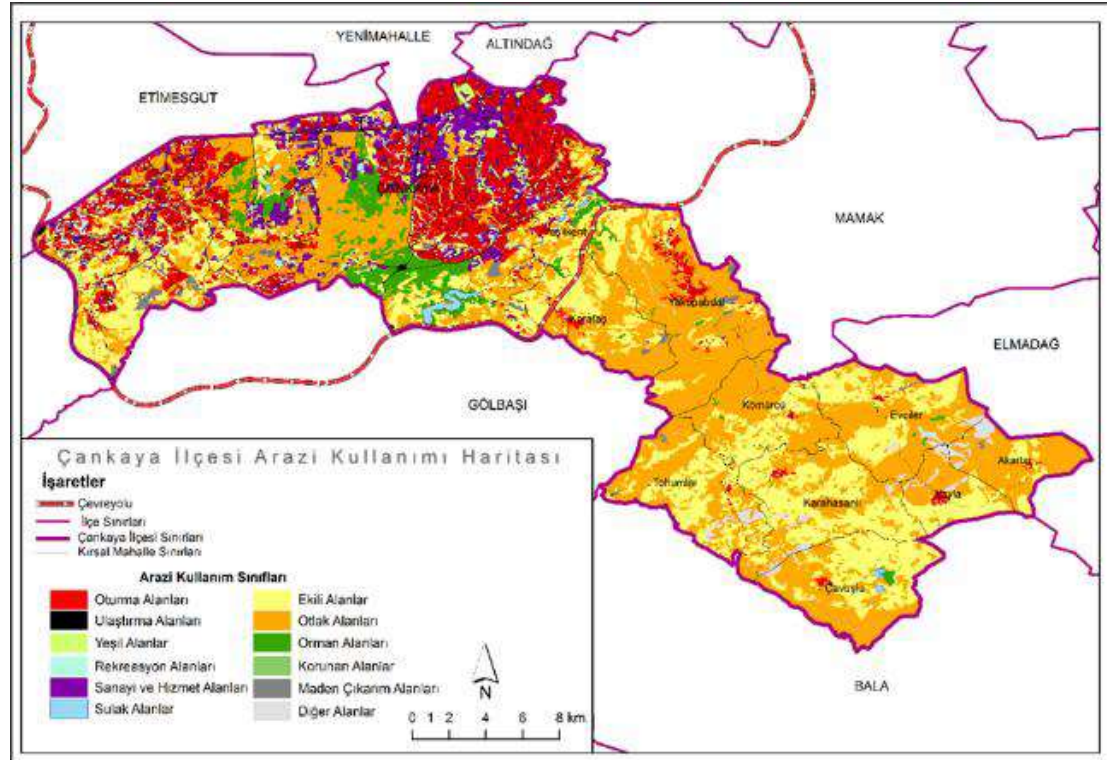 YENİMAHALLE
ALTINDAĞ
ETİMESGUT
ÇANKAYA
MAMAK
Yakupabdal
Karataş
ELMADAĞ
GÖLBAŞI
Kömürcü
Evciler
Akarlar
Tohumlar
Karahasanlı
Yayla
Çavuşlu
BALA
Çankaya İlçesi Arazi Kullanımı Haritası
İşaretler
Çevreyolu
İlçe Sınırları
Çankaya İlçesi Sınırları
Kırsal Mahalle Sınırları
Arazi Kullanım Sınıfları
Oturma Alanları
Ekili Alanlar
Ulaştırma Alanları
Otlak Alanları
Yeşil Alanlar
Orman Alanları
Rekreasyon Alanları
Korunan Alanlar
Sanayi ve Hizmet Alanları
Maden Çıkarım Alanları
Sulak Alanlar
Diğer Alanlar
N
0 1 2 4 6 8 km.